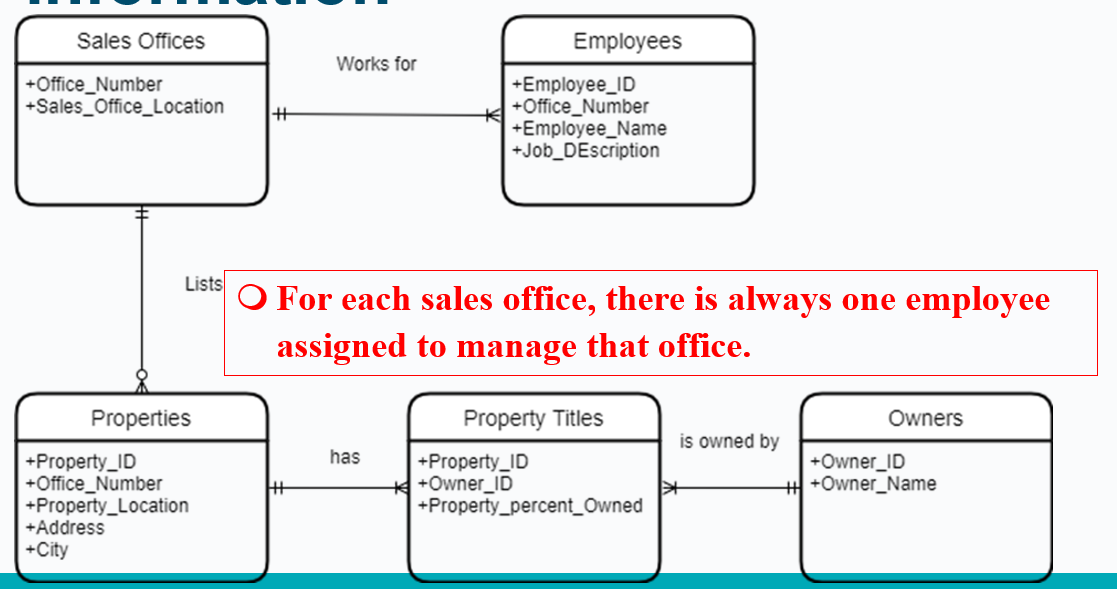 Information
Sales Offices
+Office_Number
+Sales_Office_Location
Works for
Employees
+Employee_ID
+Office_Number
+Employee_Name
+Job_DEscription
Lists
For each sales office, there is always one employee
assigned to manage that office.
Properties
+Property_ID
+Office_Number
+Property_Location
+Address
+City
has
Property Titles
+Property_ID
+Owner_ID
+Property_percent_Owned
is owned by
Owners
+Owner_ID
+Owner_Name